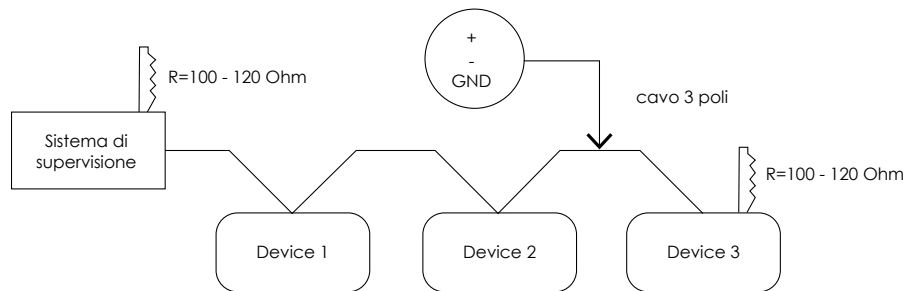 R=100 - 120 Ohm
+
-
GND
cavo 3 poli
Sistema di
supervisione
R=100 - 120 Ohm
Device 1
Device 2
Device 3